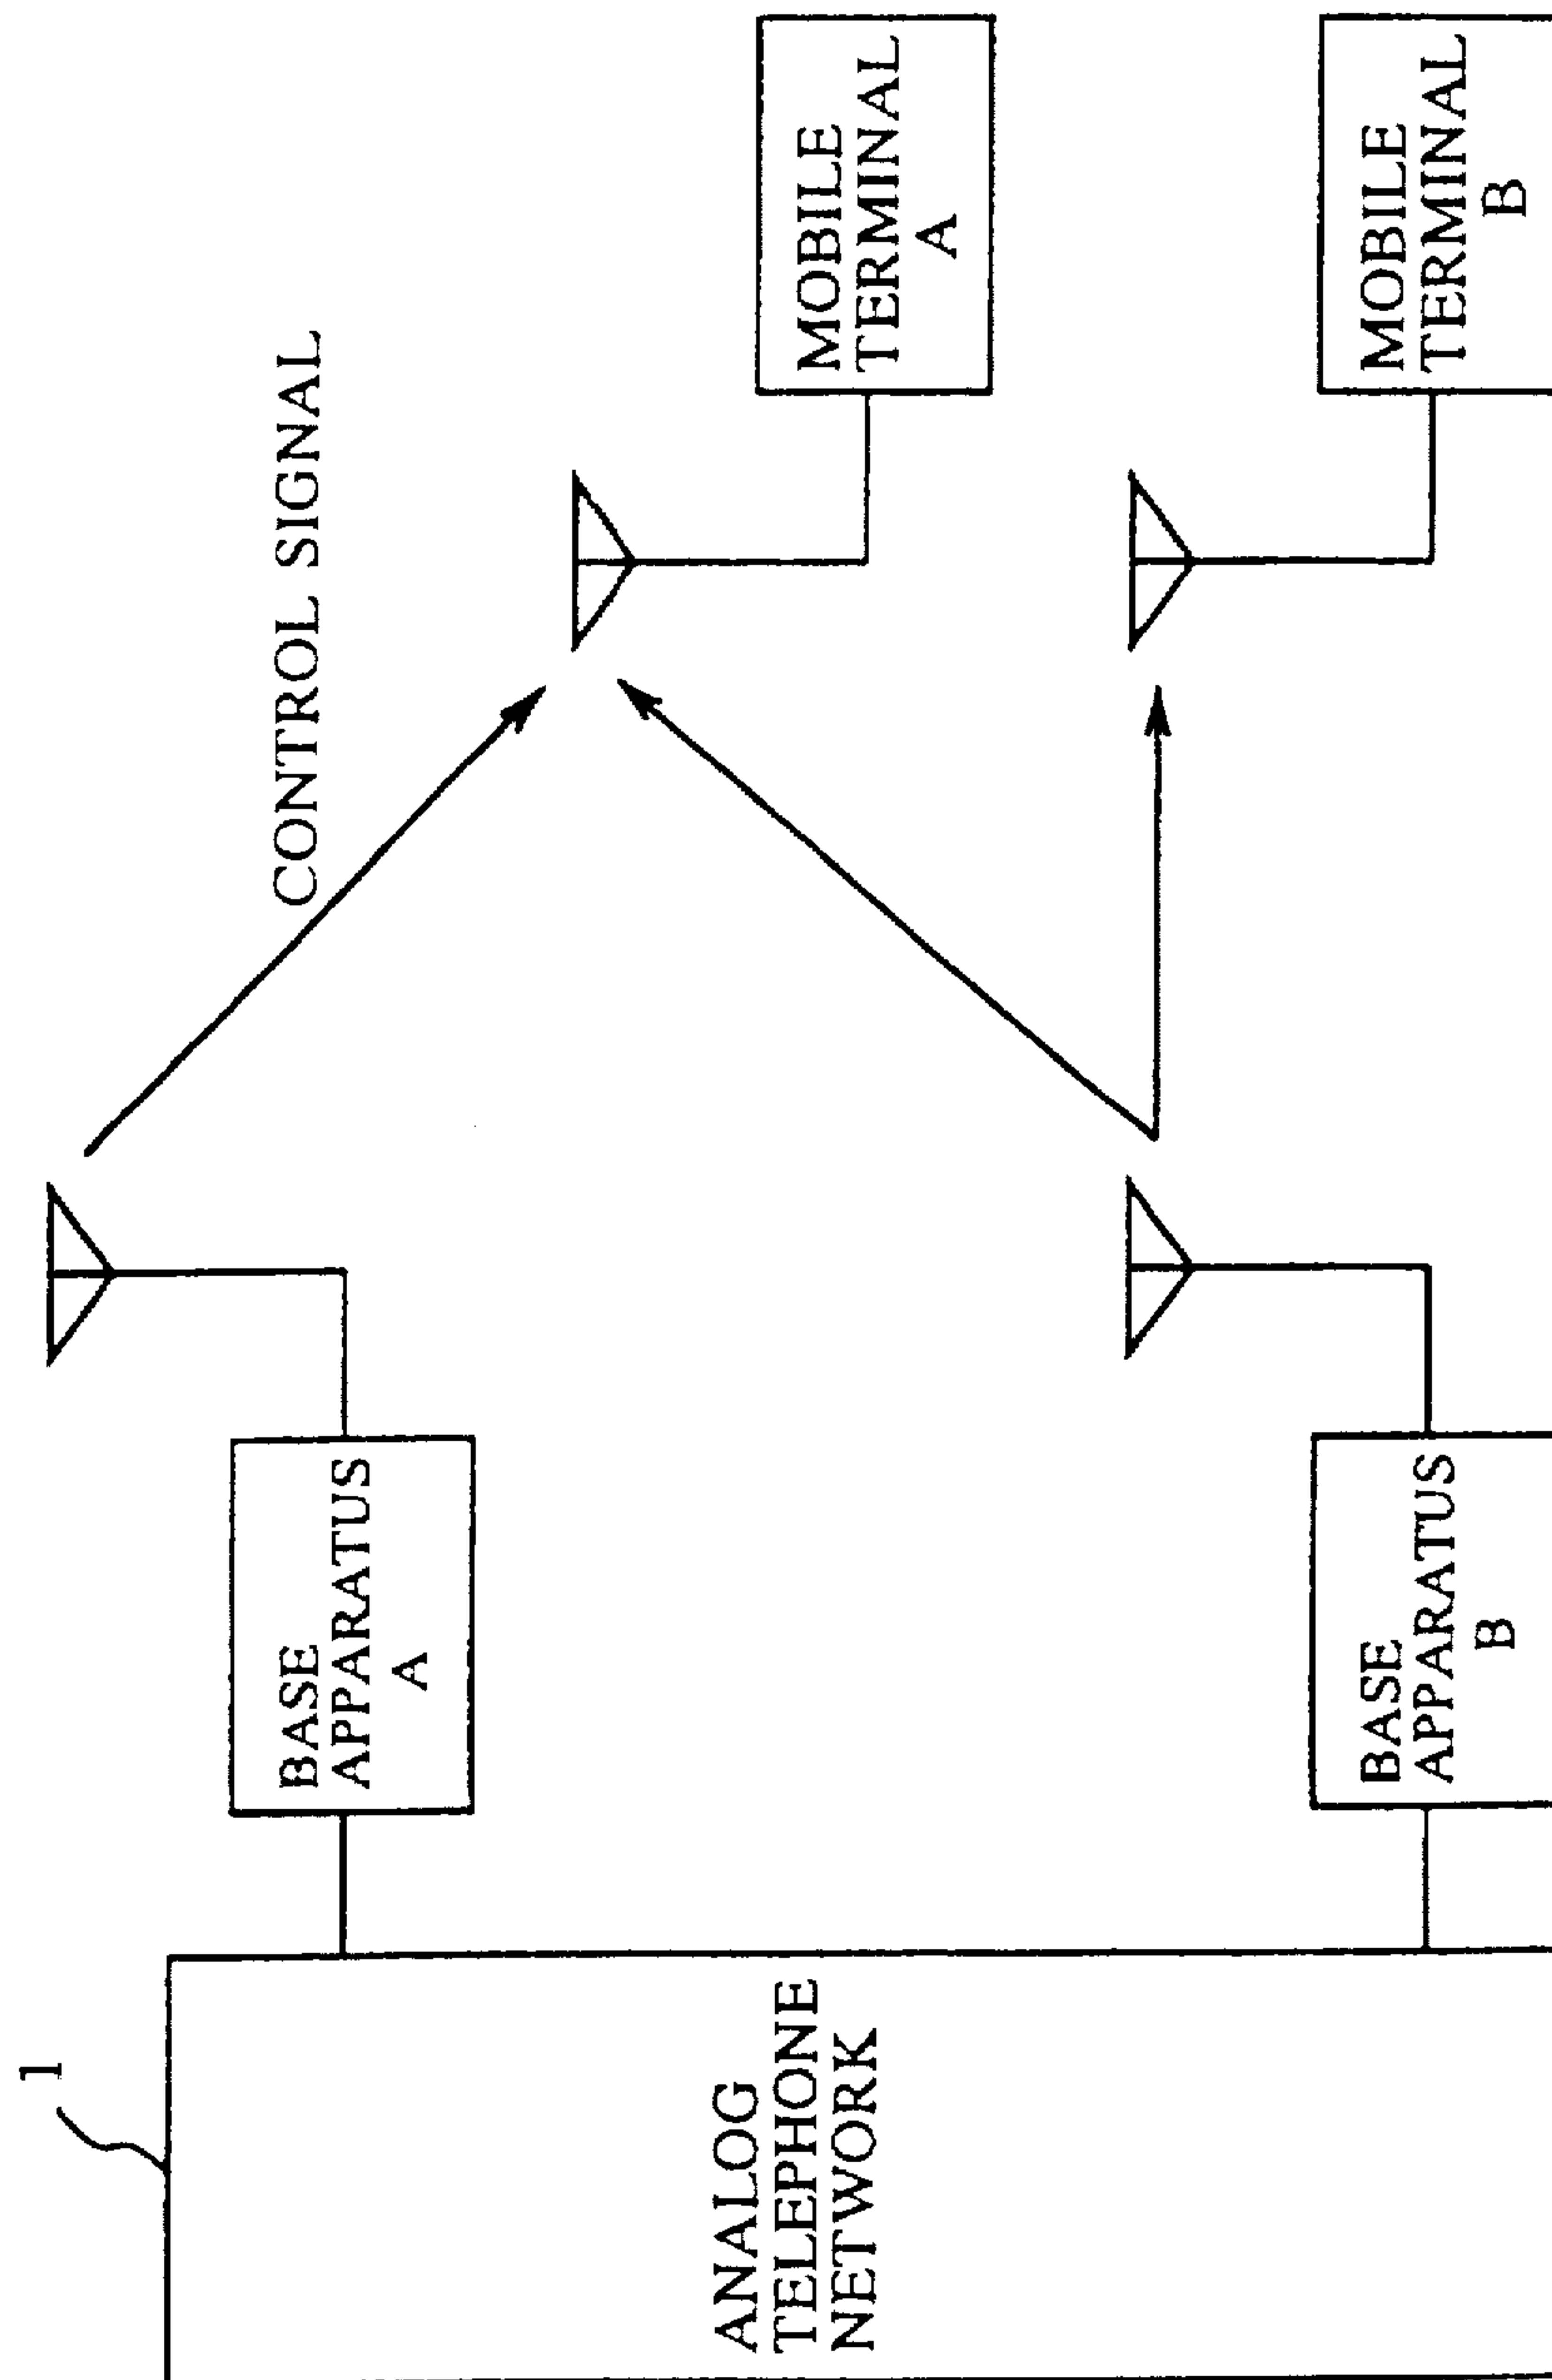 1
ANALOG
TELEPHONE
NETWORK
BASE
APPARATUS
A
BASE
APPARATUS
B
CONTROL SIGNAL
MOBILE
TERMINAL
A
MOBILE
TERMINAL
B